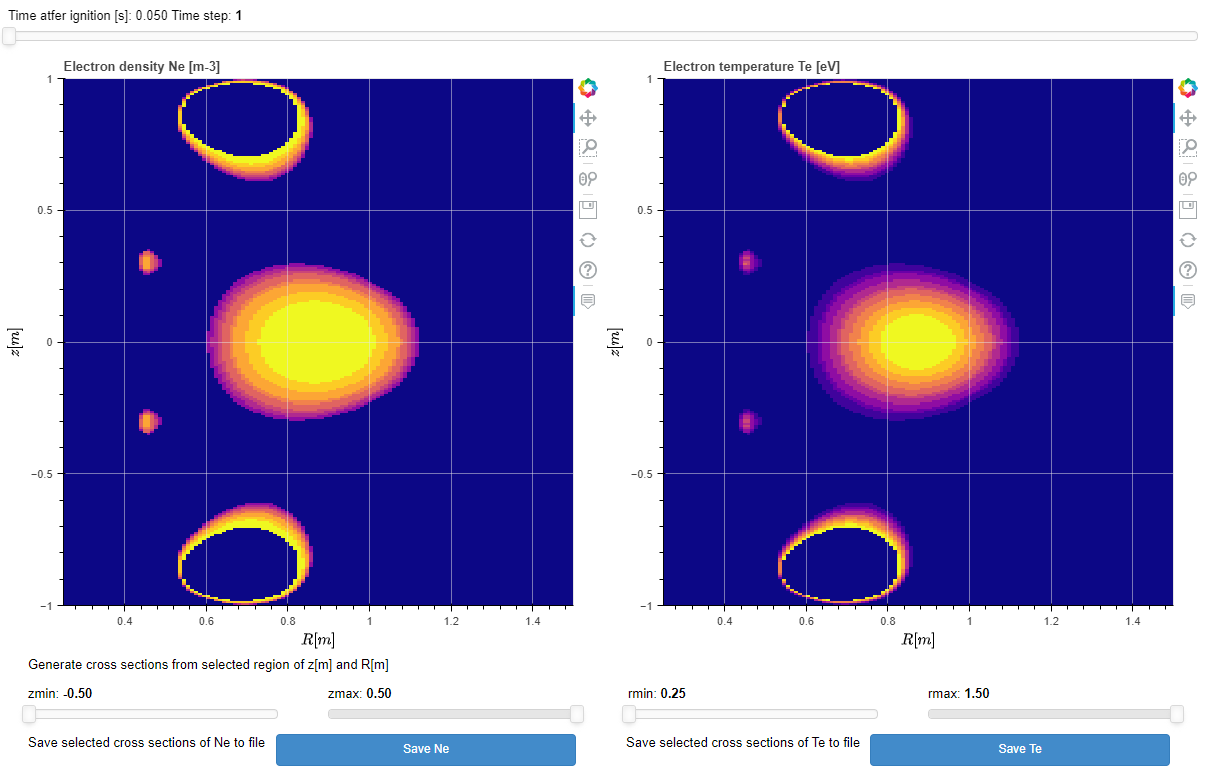 Time atfer ignition [s]: 0.050 Time step: 1
Electron density Ne [m-3]
1
0.5
0
−0.5
−1
z[m]
0.4 0.6 0.8 1 1.2 1.4
R[m]
Electron temperature Te [eV]
1
0.5
0
−0.5
−1
z[m]
0.4 0.6 0.8 1 1.2 1.4
R[m]
Generate cross sections from selected region of z[m] and R[m]
zmin: -0.50 zmax: 0.50 rmin: 0.25 rmax: 1.50
Save selected cross sections of Ne to file Save Ne Save selected cross sections of Te to file Save Te